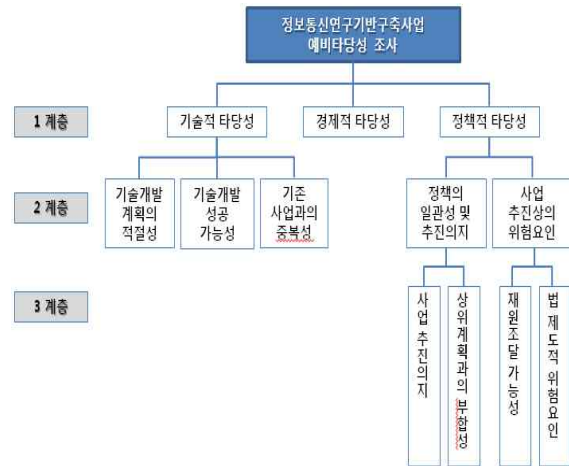 정보통신연구기반구축사업
예비타당성 조사
1 계층
기술적 타당성
경제적 타당성
정책적 타당성
2 계층
기술개발
계획의
적절성
기술개발
성공
가능성
기존
사업과의
중복성
정책의
일관성 및
추진의지
사업
추진상의
위험요인
3 계층
사업 추진의지
상위계획과의 부합성
재원조달 가능성
법 제도적 위험요인